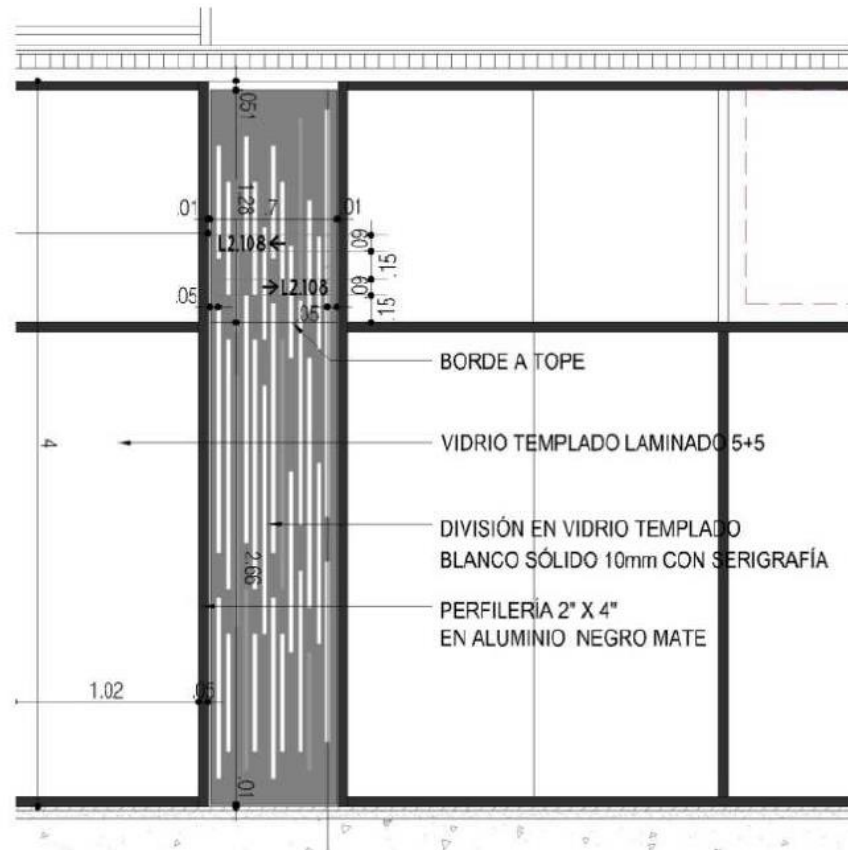 .051
1.28
.01
.7
.01
L2.108
.09
.15
L2.108
.09
.15
.05
.05
BORDE A TOPE
VIDRIO TEMPLADO LAMINADO 5+5
4
DIVISIÓN EN VIDRIO TEMPLADO
BLANCO SÓLIDO 10mm CON SERIGRAFÍA
2.66
PERFILERÍA 2" X 4"
EN ALUMINIO NEGRO MATE
1.02
.05
.01